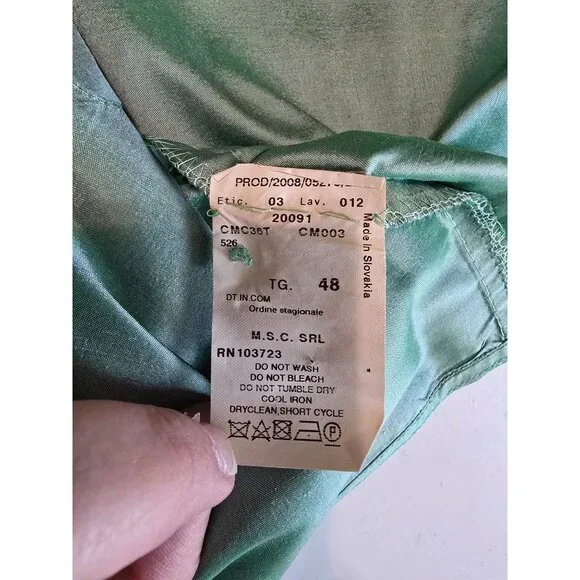 PROD/2008/
Etic. 03 Lav. 012
20091
CMC36T CM003
526
TG. 48
DT.IN.COM
Ordine stagionale
M.S.C. SRL
RN103723
DO NOT WASH
DO NOT BLEACH
DO NOT TUMBLE DRY
COOL IRON
DRYCLEAN,SHORT CYCLE
P
Made in Slovakia
*